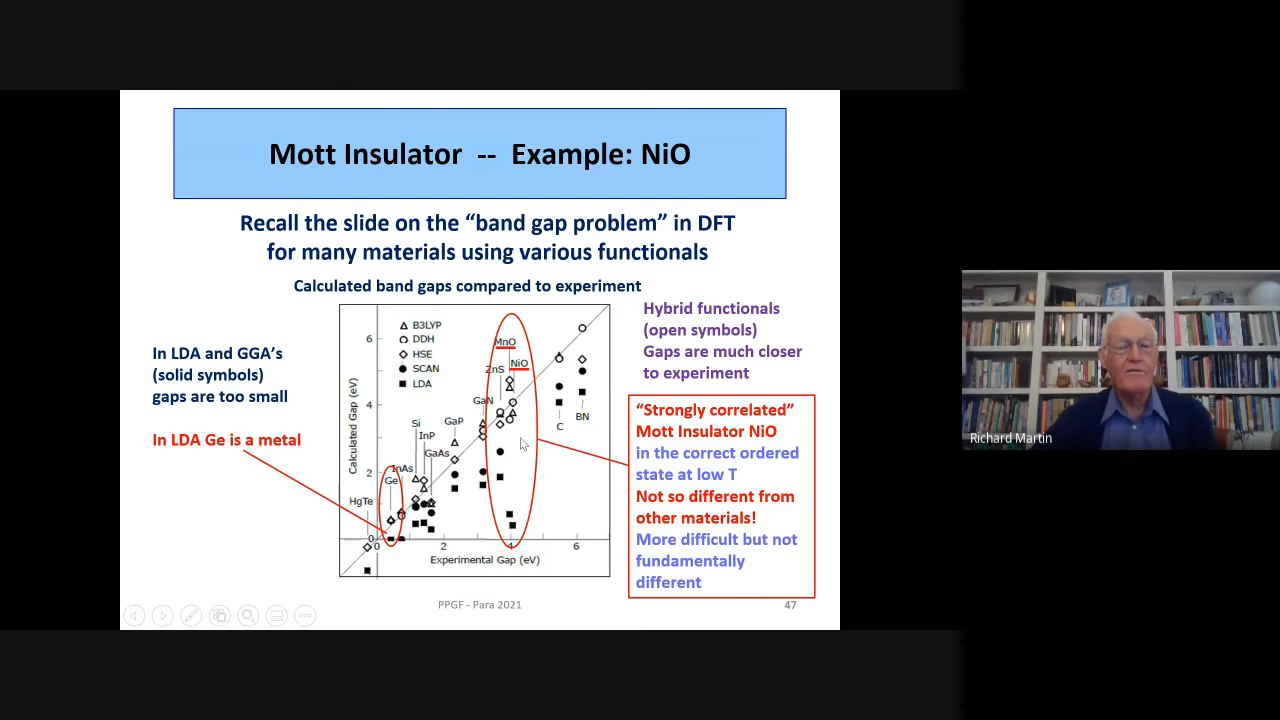 Mott Insulator -- Example: NiO
Recall the slide on the “band gap problem” in DFT
for many materials using various functionals
Calculated band gaps compared to experiment
In LDA and GGA’s
(solid symbols)
gaps are too small
In LDA Ge is a metal
B3LYP
DDH
HSE
SCAN
LDA
MnO
NiO
ZnS
GaN
GaP
Si
InP
GaAs
InAs
Ge
HgTe
C
BN
6
4
2
0
0
2
4
6
Calculated Gap (eV)
Experimental Gap (eV)
Hybrid functionals
(open symbols)
Gaps are much closer
to experiment
“Strongly correlated”
Mott Insulator NiO
in the correct ordered
state at low T
Not so different from
other materials!
More difficult but not
fundamentally
different
PPGF - Para 2021
47
Richard Martin